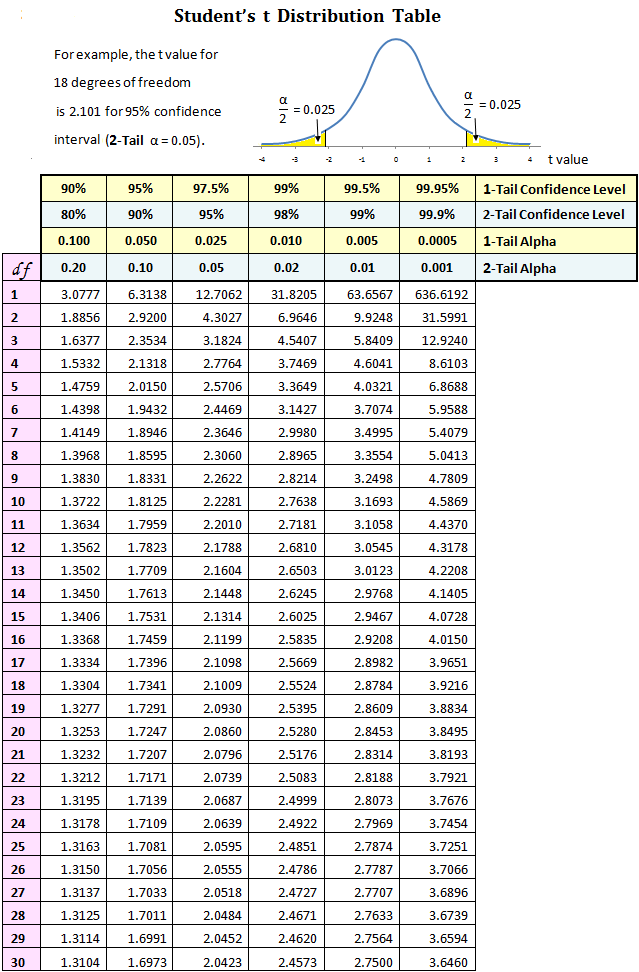 Student's t Distribution Table
For example, the t value for
18 degrees of freedom
is 2.101 for 95% confidence
interval (2-Tail α = 0.05).
α/2 = 0.025
α/2 = 0.025
-4 -3 -2 -1 0 1 2 3 4 t value
90% 95% 97.5% 99% 99.5% 99.95% 1-Tail Confidence Level
80% 90% 95% 98% 99% 99.9% 2-Tail Confidence Level
0.100 0.050 0.025 0.010 0.005 0.0005 1-Tail Alpha
df 0.20 0.10 0.05 0.02 0.01 0.001 2-Tail Alpha
1 3.0777 6.3138 12.7062 31.8205 63.6567 636.6192
2 1.8856 2.9200 4.3027 6.9646 9.9248 31.5991
3 1.6377 2.3534 3.1824 4.5407 5.8409 12.9240
4 1.5332 2.1318 2.7764 3.7469 4.6041 8.6103
5 1.4759 2.0150 2.5706 3.3649 4.0321 6.8688
6 1.4398 1.9432 2.4469 3.1427 3.7074 5.9588
7 1.4149 1.8946 2.3646 2.9980 3.4995 5.4079
8 1.3968 1.8595 2.3060 2.8965 3.3554 5.0413
9 1.3830 1.8331 2.2622 2.8214 3.2498 4.7809
10 1.3722 1.8125 2.2281 2.7638 3.1693 4.5869
11 1.3634 1.7959 2.2010 2.7181 3.1058 4.4370
12 1.3562 1.7823 2.1788 2.6810 3.0545 4.3178
13 1.3502 1.7709 2.1604 2.6503 3.0123 4.2208
14 1.3450 1.7613 2.1448 2.6245 2.9768 4.1405
15 1.3406 1.7531 2.1314 2.6025 2.9467 4.0728
16 1.3368 1.7459 2.1199 2.5835 2.9208 4.0150
17 1.3334 1.7396 2.1098 2.5669 2.8982 3.9651
18 1.3304 1.7341 2.1009 2.5524 2.8784 3.9216
19 1.3277 1.7291 2.0930 2.5395 2.8609 3.8834
20 1.3253 1.7247 2.0860 2.5280 2.8453 3.8495
21 1.3232 1.7207 2.0796 2.5176 2.8314 3.8193
22 1.3212 1.7171 2.0739 2.5083 2.8188 3.7921
23 1.3195 1.7139 2.0687 2.4999 2.8073 3.7676
24 1.3178 1.7109 2.0639 2.4922 2.7969 3.7454
25 1.3163 1.7081 2.0595 2.4851 2.7874 3.7251
26 1.3150 1.7056 2.0555 2.4786 2.7787 3.7066
27 1.3137 1.7033 2.0518 2.4727 2.7707 3.6896
28 1.3125 1.7011 2.0484 2.4671 2.7633 3.6739
29 1.3114 1.6991 2.0452 2.4620 2.7564 3.6594
30 1.3104 1.6973 2.0423 2.4573 2.7500 3.6460